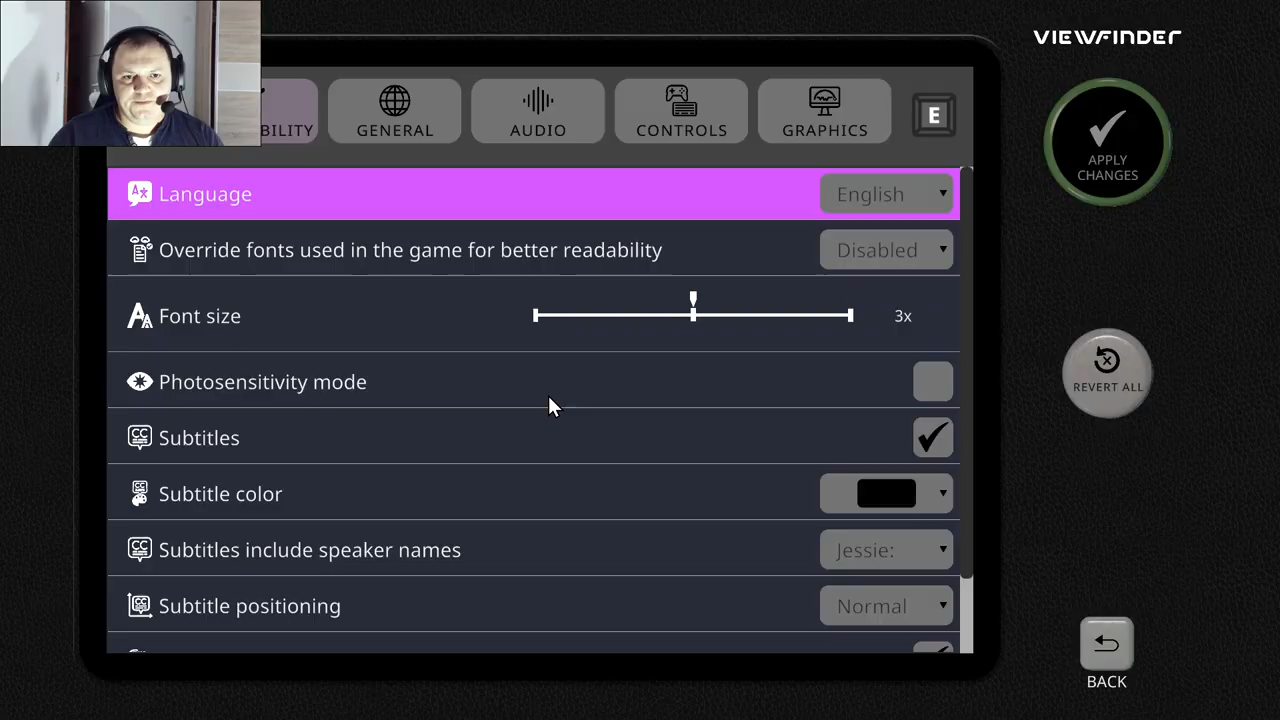 VIEWFINDER
BILITY
GENERAL
AUDIO
CONTROLS
GRAPHICS
E
APPLY
CHANGES
Language
English
Override fonts used in the game for better readability
Disabled
Font size
3x
Photosensitivity mode
REVERT ALL
Subtitles
Subtitle color
Subtitles include speaker names
Jessie:
Subtitle positioning
Normal
BACK